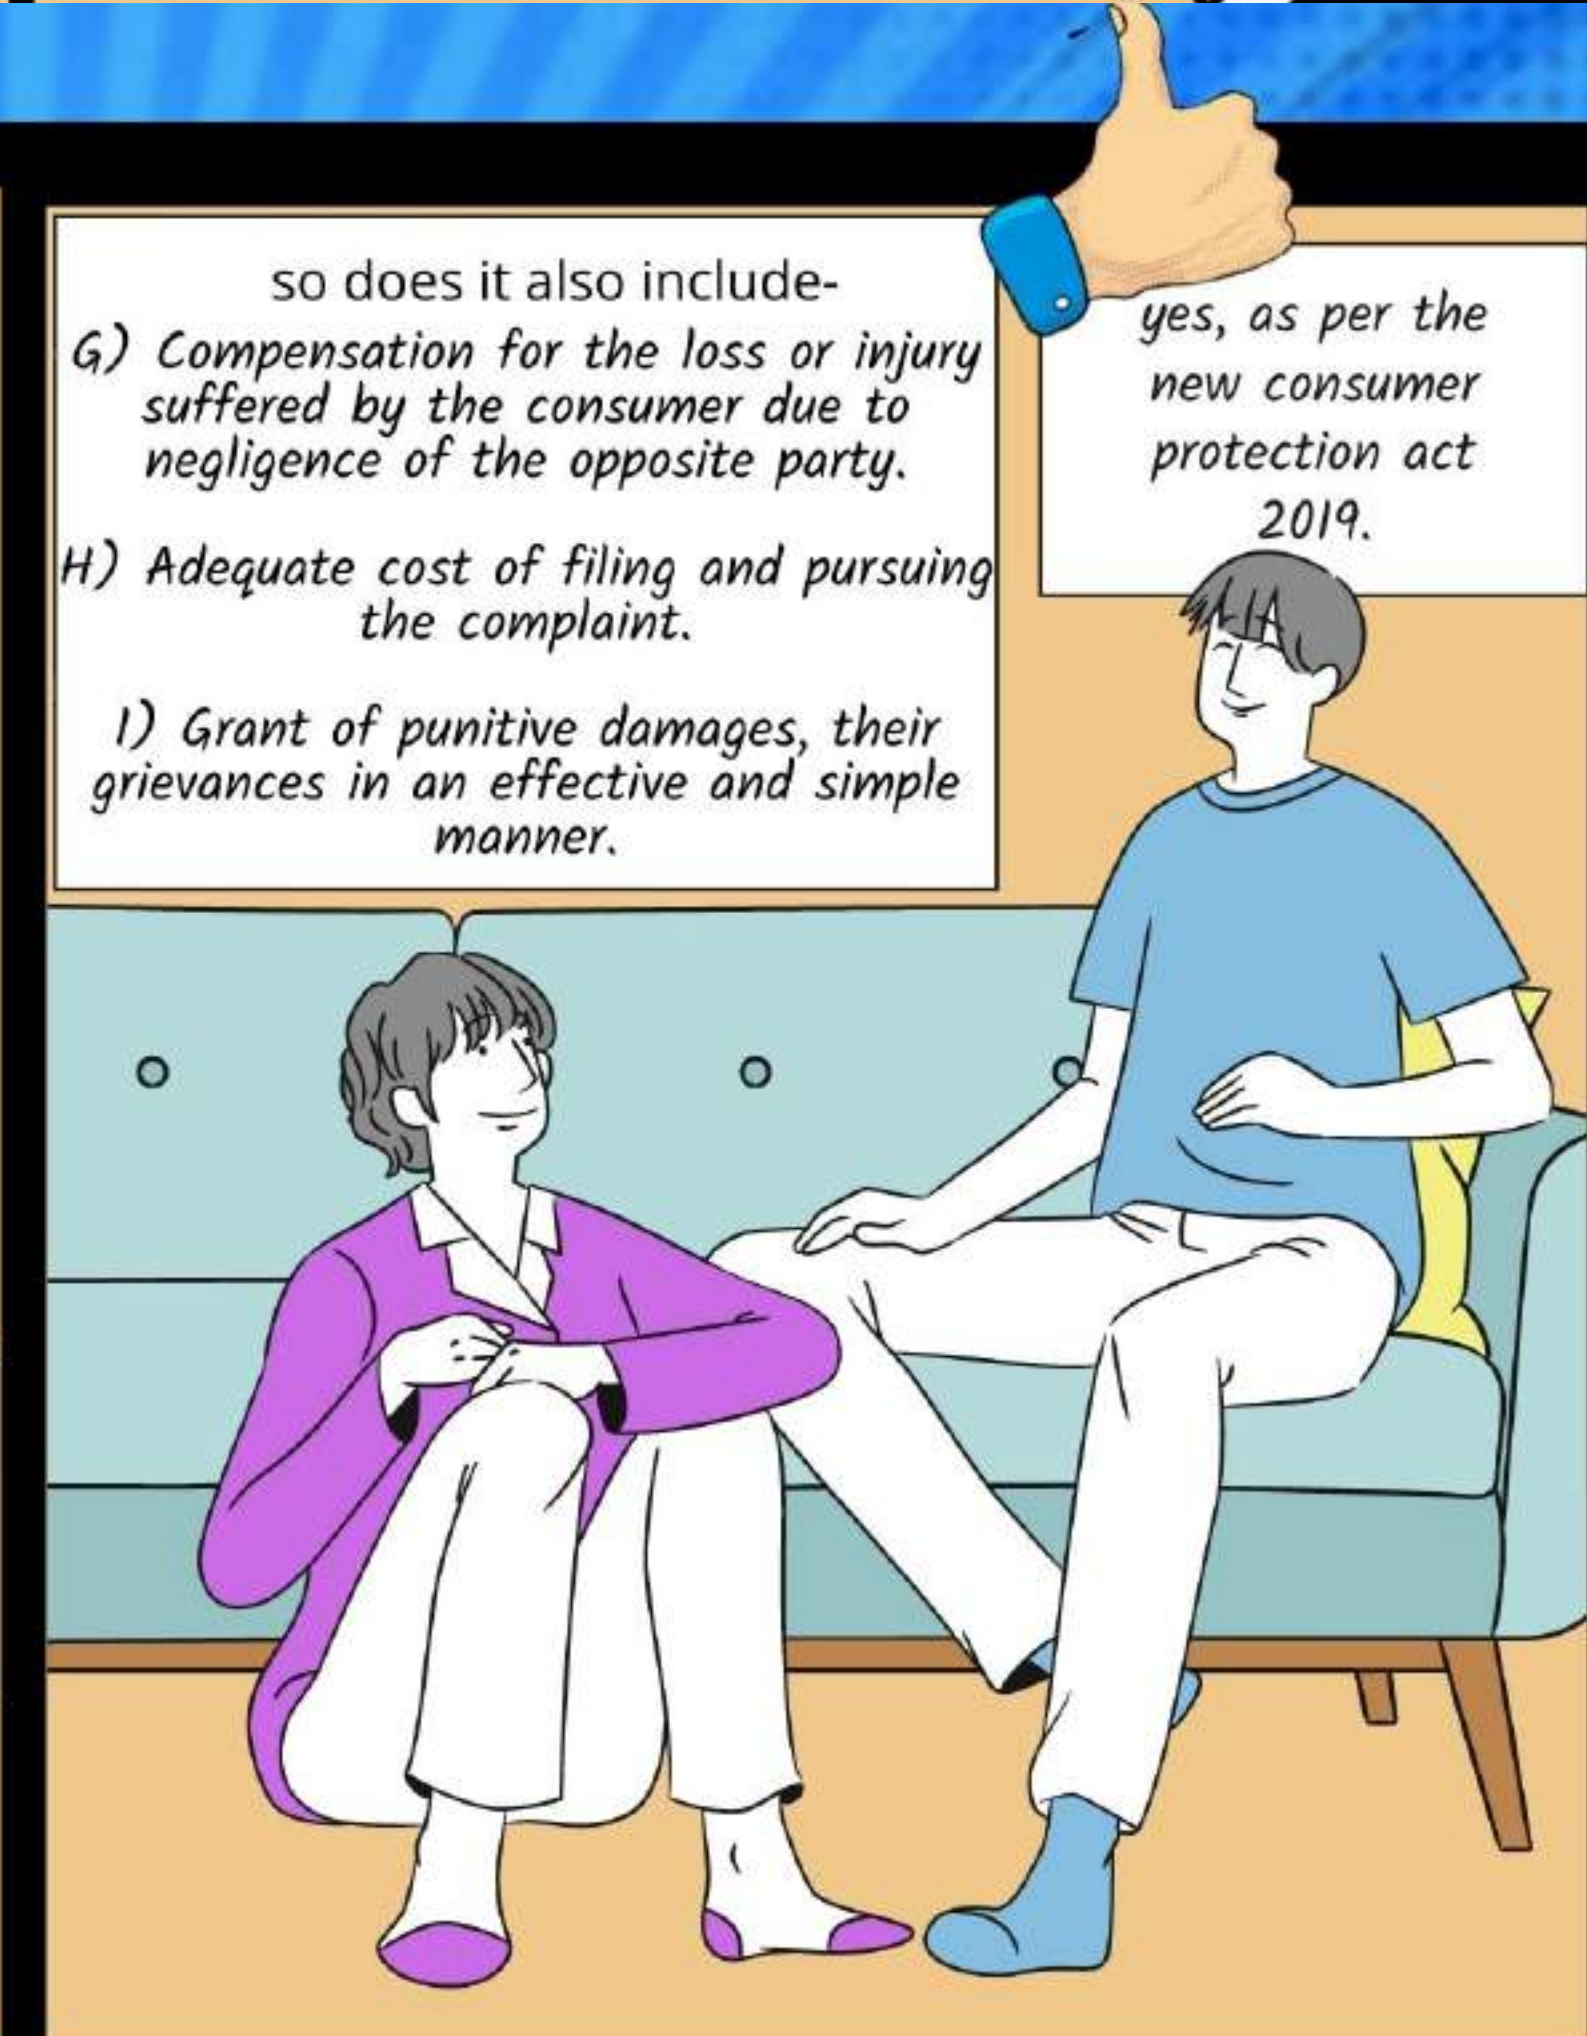 so does it also include-
G) Compensation for the loss or injury
suffered by the consumer due to
negligence of the opposite party.
H) Adequate cost of filing and pursuing
the complaint.
I) Grant of punitive damages, their
grievances in an effective and simple
manner.
yes, as per the
new consumer
protection act
2019.